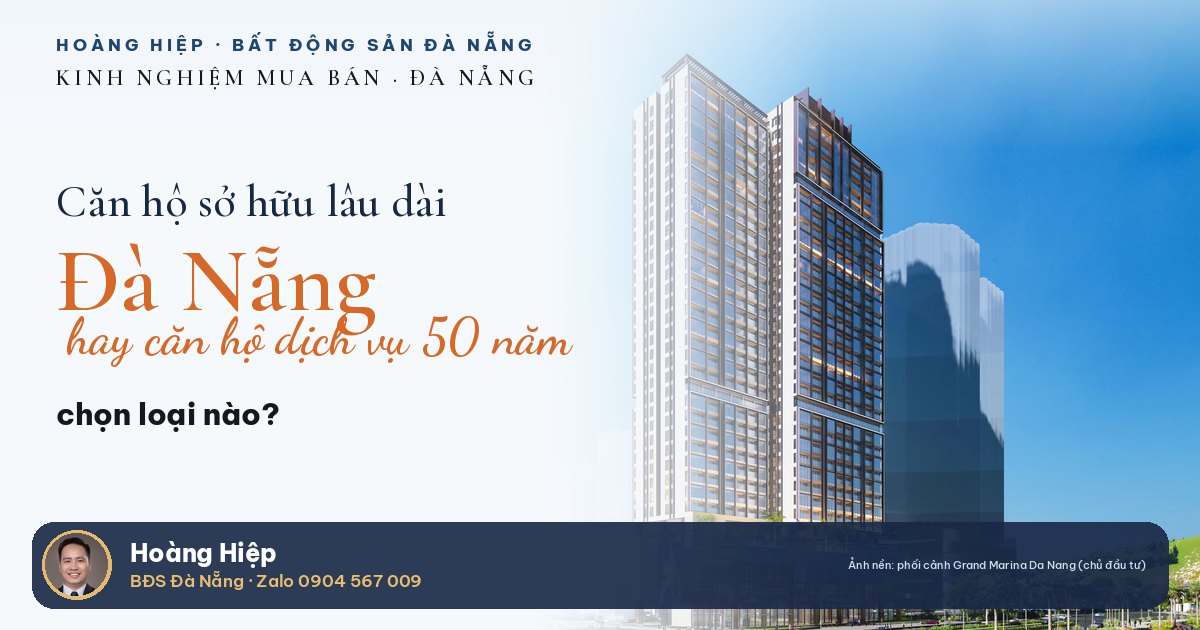 HOÀNG HIỆP · BẤT ĐỘNG SẢN ĐÀ NẴNG
KINH NGHIỆM MUA BÁN · ĐÀ NẴNG
Căn hộ sở hữu lâu dài
Đà Nẵng
hay căn hộ dịch vụ 50 năm
chọn loại nào?
Hoàng Hiệp
BĐS Đà Nẵng · Zalo 0904 567 009
Ảnh nền: phối cảnh Grand Marina Da Nang (chủ đầu tư)